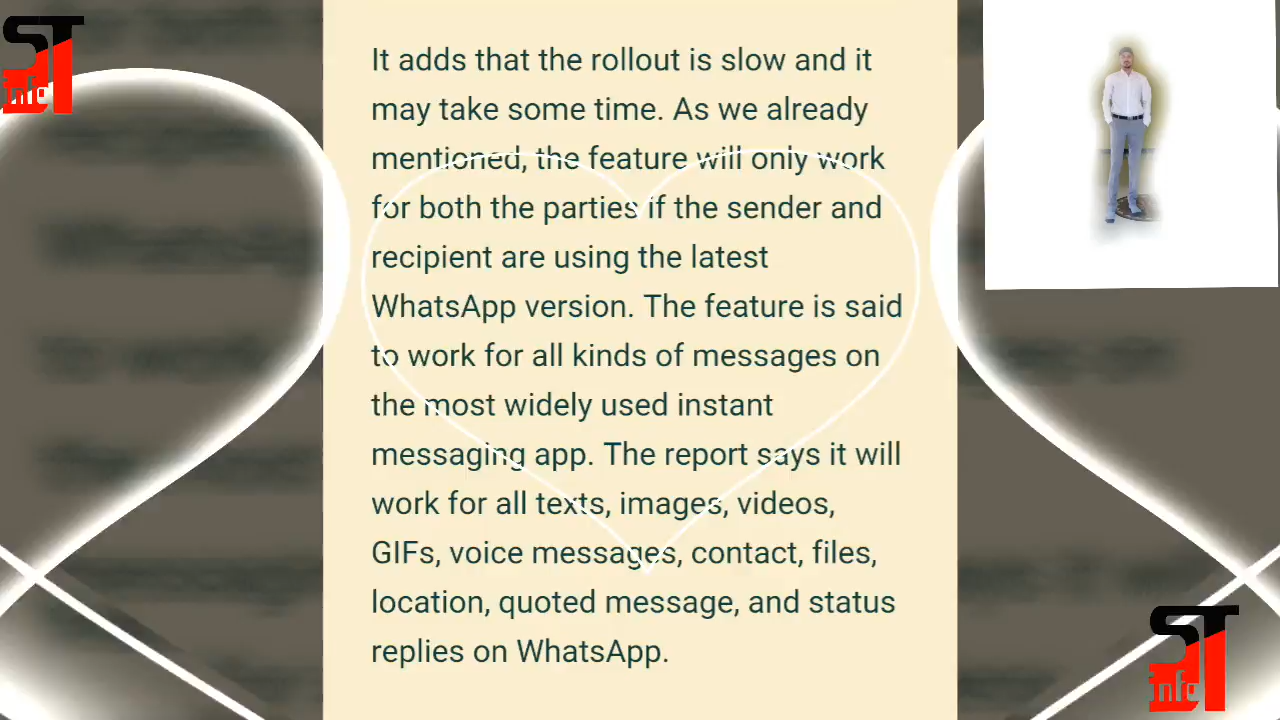 It adds that the rollout is slow and it
may take some time. As we already
mentioned, the feature will only work
for both the parties if the sender and
recipient are using the latest
WhatsApp version. The feature is said
to work for all kinds of messages on
the most widely used instant
messaging app. The report says it will
work for all texts, images, videos,
GIFs, voice messages, contact, files,
location, quoted message, and status
replies on WhatsApp.
ST
info
ST
info